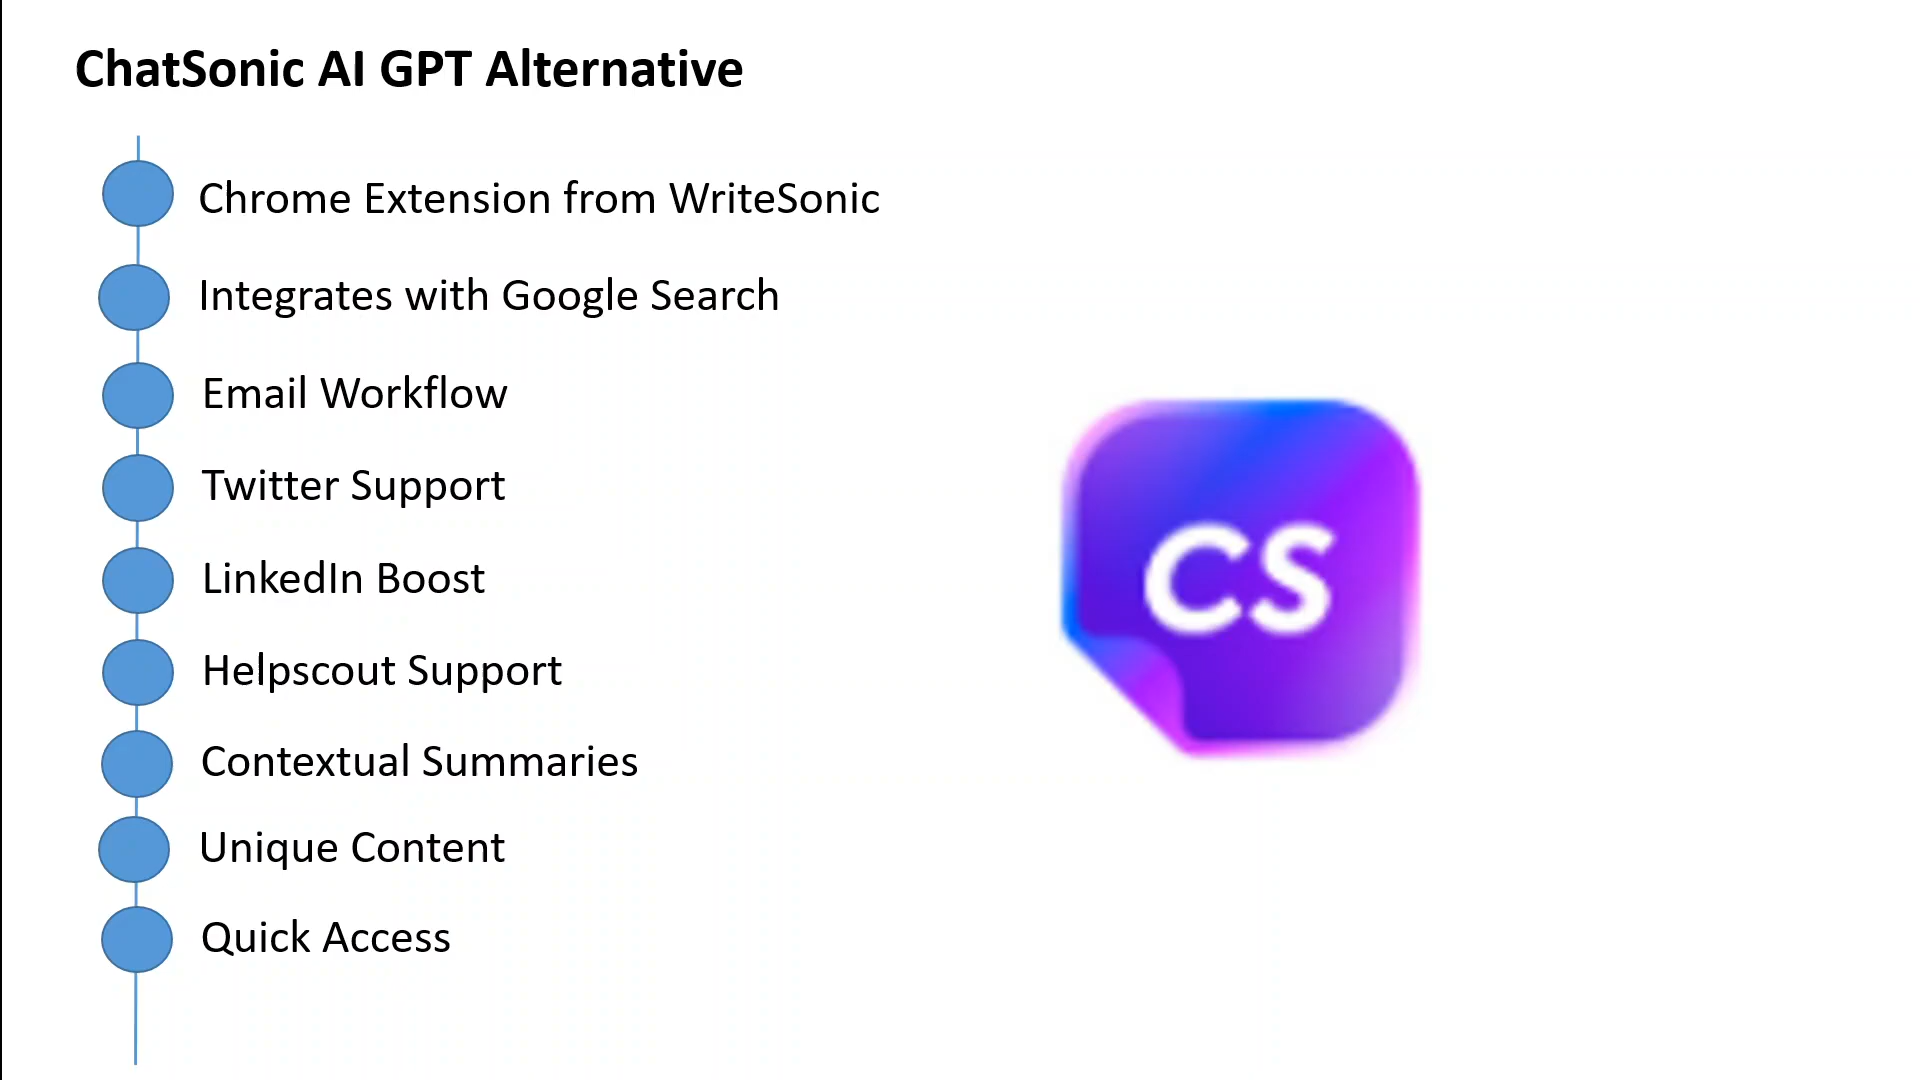 ChatSonic AI GPT Alternative
Chrome Extension from WriteSonic
Integrates with Google Search
Email Workflow
Twitter Support
LinkedIn Boost
Helpscout Support
Contextual Summaries
Unique Content
Quick Access
CS